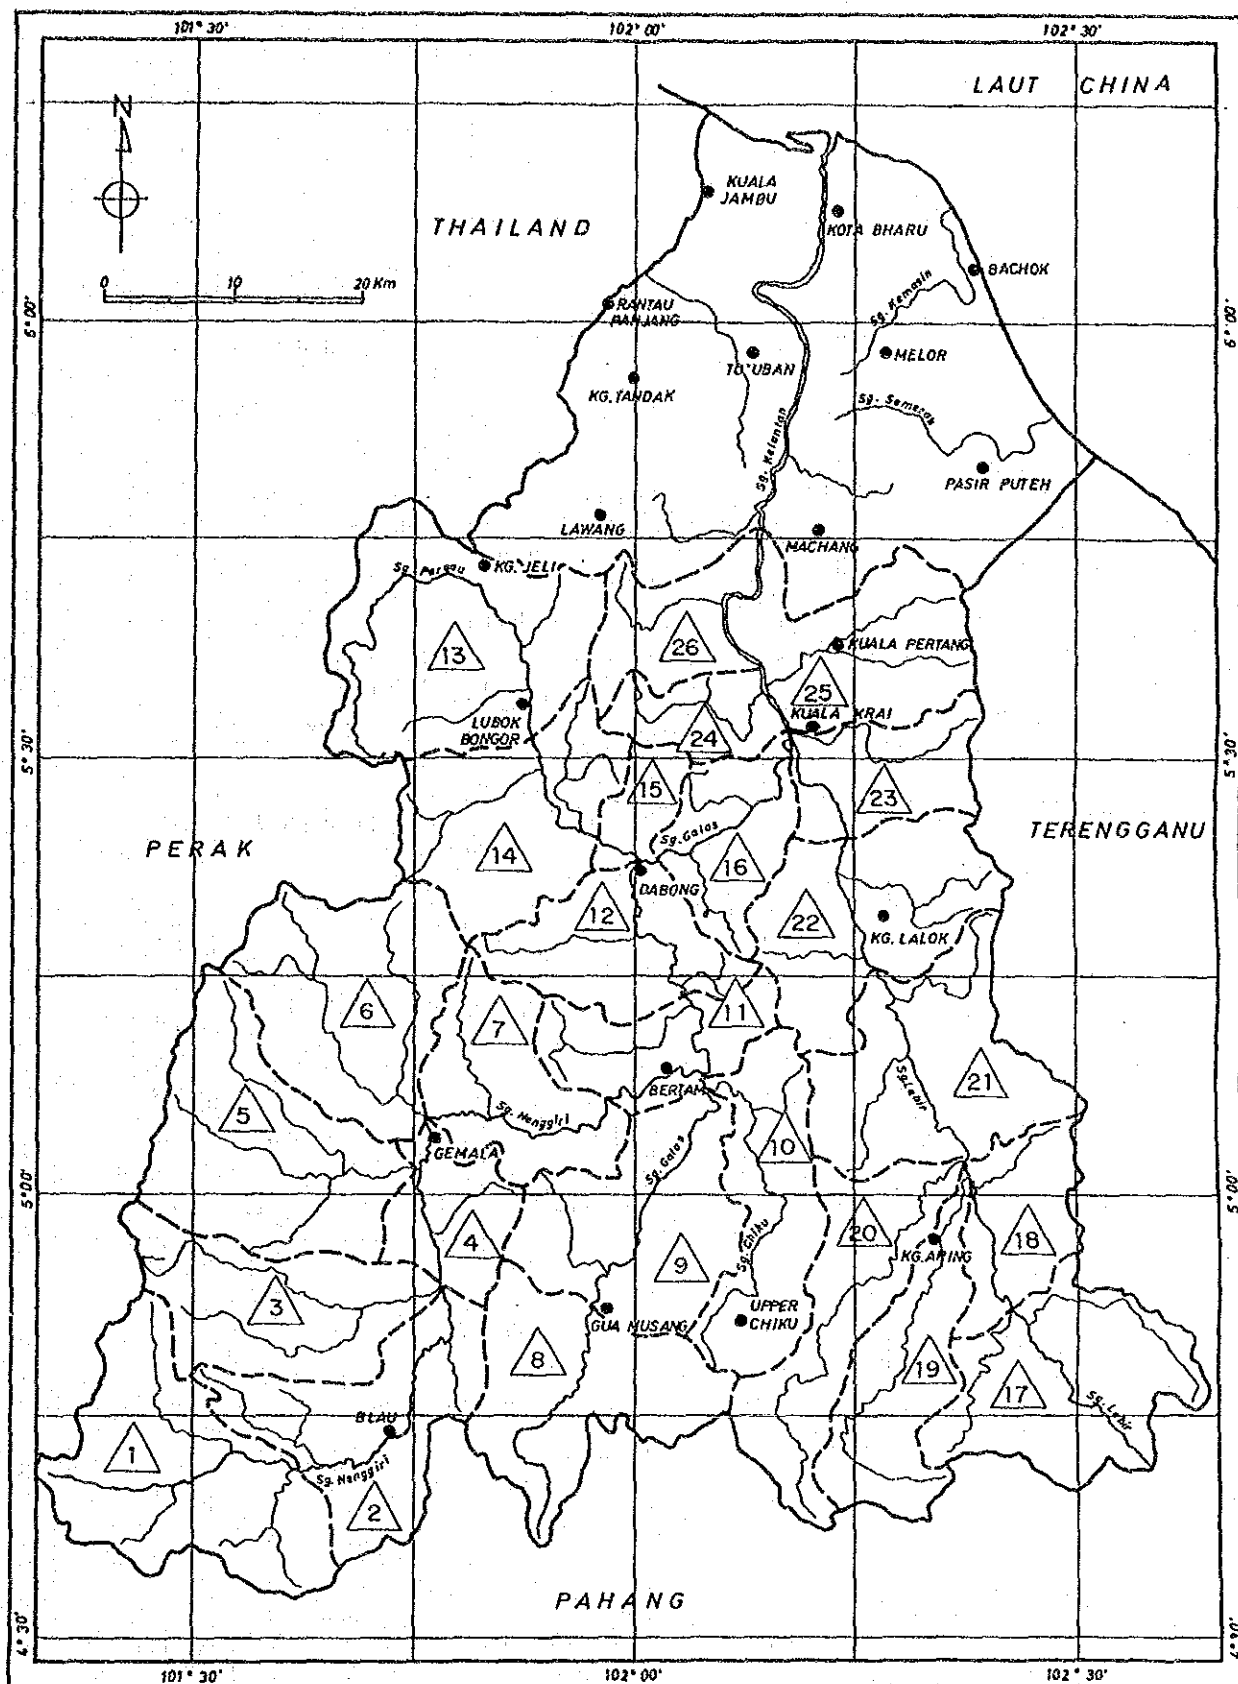 101° 30'
102° 00'
102° 30'
LAUT CHINA
N
KUALA
JAMBU
THAILAND
KOTA BHARU
BACHOK
0 10 20 Km
Sg. Kemasin
RANTAU
PANJANG
6° 00'
6° 00'
TO'UBAN
MELOR
KG. TANDAK
Sg. Semerak
Sg. Kelantan
PASIR PUTEH
LAWANG
MACHANG
Sg. Pergau
KG. JELI
13
26
KUALA PERTANG
25
LUBOK
BONGOR
KUALA KRAI
24
5° 30'
5° 30'
15
23
PERAK
Sg. Galas
TERENGGANU
14
16
DABONG
12
22
KG. LALOK
6
7
11
BERTAM
Sg. Lebir
21
5
Sg. Nenggiri
10
GEMALA
Sg. Galas
5° 00'
5° 00'
4
20
18
Sg. Chiku
9
KG. ARING
3
GUA MUSANG
UPPER
CHIKU
8
19
17
BLAU
Sg. Lebir
1
Sg. Nenggiri
2
PAHANG
4° 30'
4° 30'
101° 30'
102° 00'
102° 30'